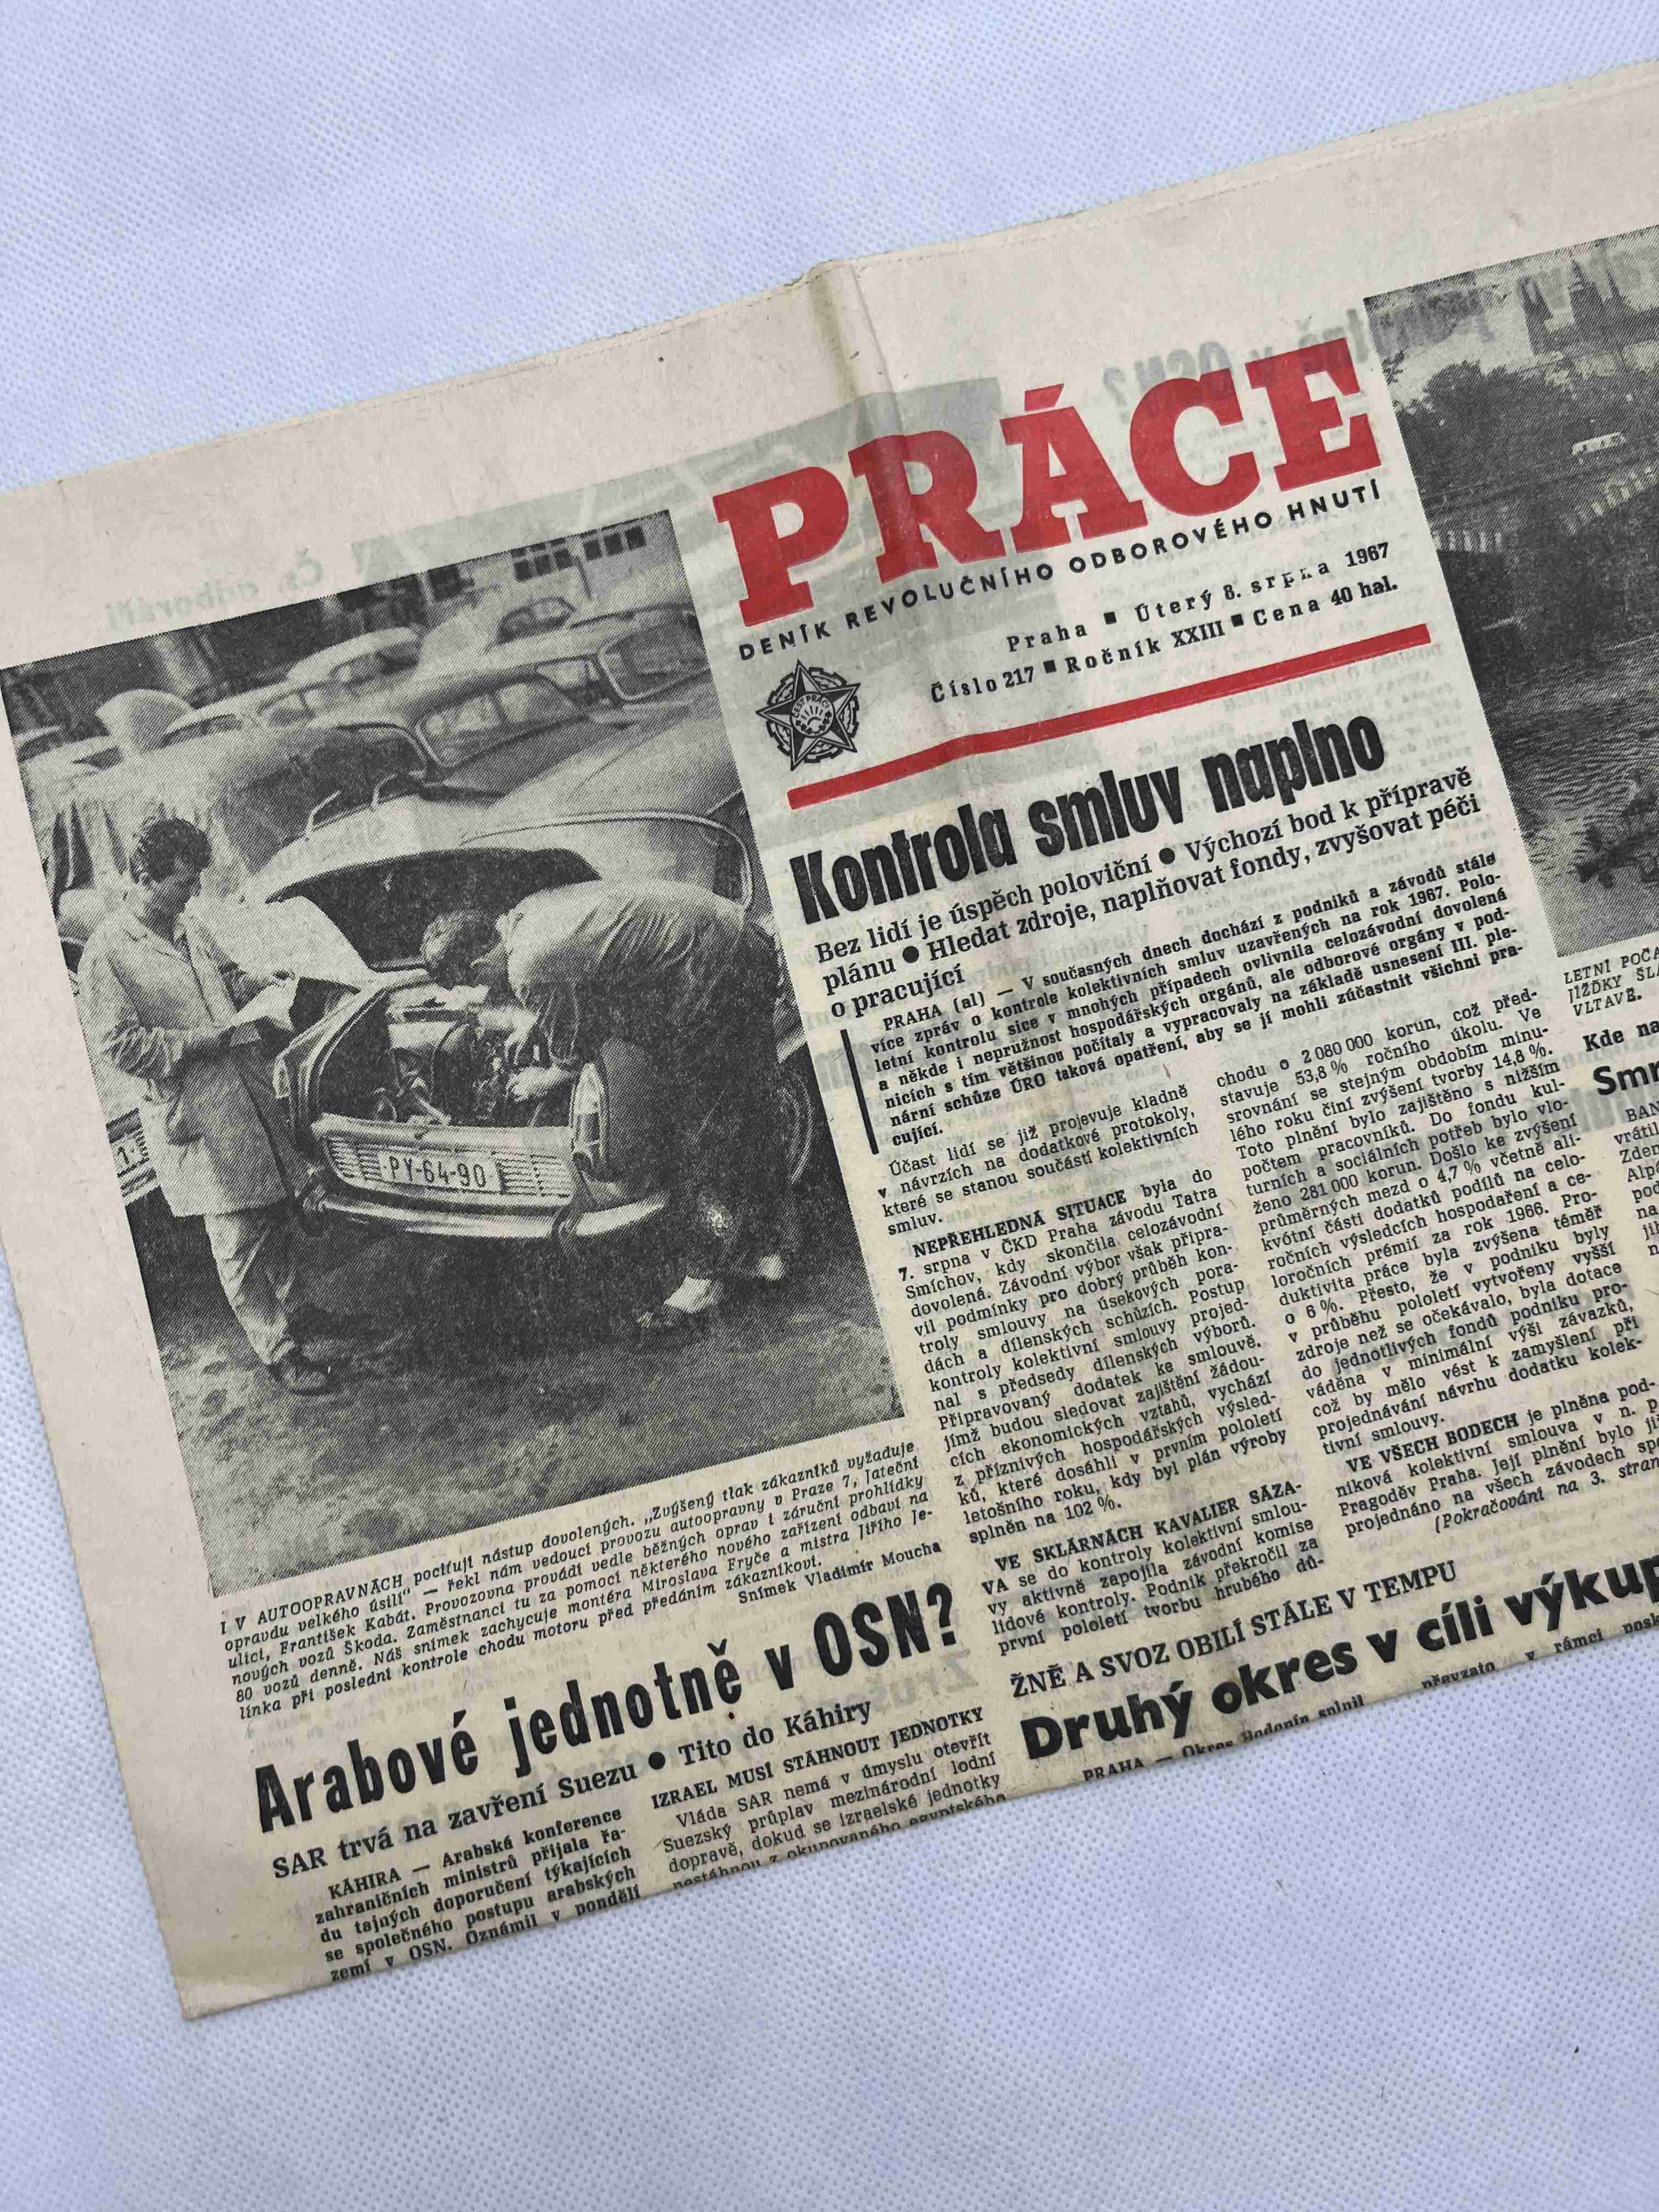 PRÁCE
DENÍK REVOLUČNÍHO ODBOROVÉHO HNUTÍ
Praha ■ Úterý 8. srpna 1967
Číslo 217 ■ Ročník XXIII ■ Cena 40 hal.
ČEST PRÁCI
PY-64-90
I V AUTOOPRAVNÁCH pociťují nástup dovolených. „Zvýšený tlak zákazníků vyžaduje
opravdu velkého úsilí“ — řekl nám vedoucí provozu autoopravny v Praze 7, Jateční
ulici, František Kabát. Provozovna provádí vedle běžných oprav i záruční prohlídky
nových vozů Škoda. Zaměstnanci tu za pomoci některého nového zařízení odbaví na
80 vozů denně. Náš snímek zachycuje montéra Miroslava Fryče a mistra Jiřího Je-
línka při poslední kontrole chodu motoru před předáním zákazníkovi.
Snímek Vladimír Moucha
Kontrola smluv naplno
Bez lidí je úspěch poloviční ● Výchozí bod k přípravě
plánu ● Hledat zdroje, naplňovat fondy, zvyšovat péči
o pracující
PRAHA (al) — V současných dnech dochází z podniků a závodů stále
více zpráv o kontrole kolektivních smluv uzavřených na rok 1967. Polo-
letní kontrolu sice v mnohých případech ovlivnila celozávodní dovolená
a někde i nepružnost hospodářských orgánů, ale odborové orgány v pod-
nicích s tím většinou počítaly a vypracovaly na základě usnesení III. ple-
nární schůze ÚRO taková opatření, aby se jí mohli zúčastnit všichni pra-
cující.
Účast lidí se již projevuje kladně
v návrzích na dodatkové protokoly,
které se stanou součástí kolektivních
smluv.
NEPŘEHLEDNÁ SITUACE byla do
7. srpna v ČKD Praha závodu Tatra
Smíchov, kdy skončila celozávodní
dovolená. Závodní výbor však připra-
vil podmínky pro dobrý průběh kon-
troly smlouvy na úsekových pora-
dách a dílenských schůzích. Postup
kontroly kolektivní smlouvy projed-
nal s předsedy dílenských výborů.
Připravovaný dodatek ke smlouvě,
jímž budou sledovat zajištění žádou-
cích ekonomických vztahů, vychází
z příznivých hospodářských výsled-
ků, které dosáhli v prvním pololetí
letošního roku, kdy byl plán výroby
splněn na 102 %.
VE SKLÁRNÁCH KAVALIER SÁZA-
VA se do kontroly kolektivní smlou-
vy aktivně zapojila závodní komise
lidové kontroly. Podnik překročil za
první pololetí tvorbu hrubého dů-
chodu o 2 080 000 korun, což před-
stavuje 53,8 % ročního úkolu. Ve
srovnání se stejným obdobím minu-
lého roku činí zvýšení tvorby 14,8 %.
Toto plnění bylo zajištěno s nižším
počtem pracovníků. Do fondu kul-
turních a sociálních potřeb bylo vlo-
ženo 281 000 korun. Došlo ke zvýšení
průměrných mezd o 4,7 % včetně ali-
kvótní části dodatků podílů na celo-
ročních výsledcích hospodaření a ce-
loročních prémií za rok 1966. Pro-
duktivita práce byla zvýšena téměř
o 6 %. Přesto, že v podniku byly
v průběhu pololetí vytvořeny vyšší
zdroje než se očekávalo, byla dotace
do jednotlivých fondů podniku pro-
váděna v minimální výši závazků,
což by mělo vést k zamyšlení při
projednávání návrhu dodatku kolek-
tivní smlouvy.
VE VŠECH BODECH je plněna pod-
niková kolektivní smlouva v n. p.
Pragoděv Praha. Její plnění bylo již
projednáno na všech závodech
(Pokračování na 3. straně
LETNÍ
VLTAVĚ.
Kde
Arabové jednotně v OSN?
SAR trvá na zavření Suezu ● Tito do Káhiry
KÁHIRA — Arabská konference
zahraničních ministrů přijala řa-
du tajných doporučení týkajících
se společného postupu arabských
zemí v OSN. Oznámil v pondělí
IZRAEL MUSÍ STÁHNOUT JEDNOTKY
Vláda SAR nemá v úmyslu otevřít
Suezský průplav mezinárodní lodní
dopravě, dokud se izraelské jednotky
nestáhnou z okupovaného egyptského
ŽNĚ A SVOZ OBILÍ STÁLE V TEMPU
Druhý okres v cíli výkup
PRAHA — Okres Hodonín splnil
převzato v rámci